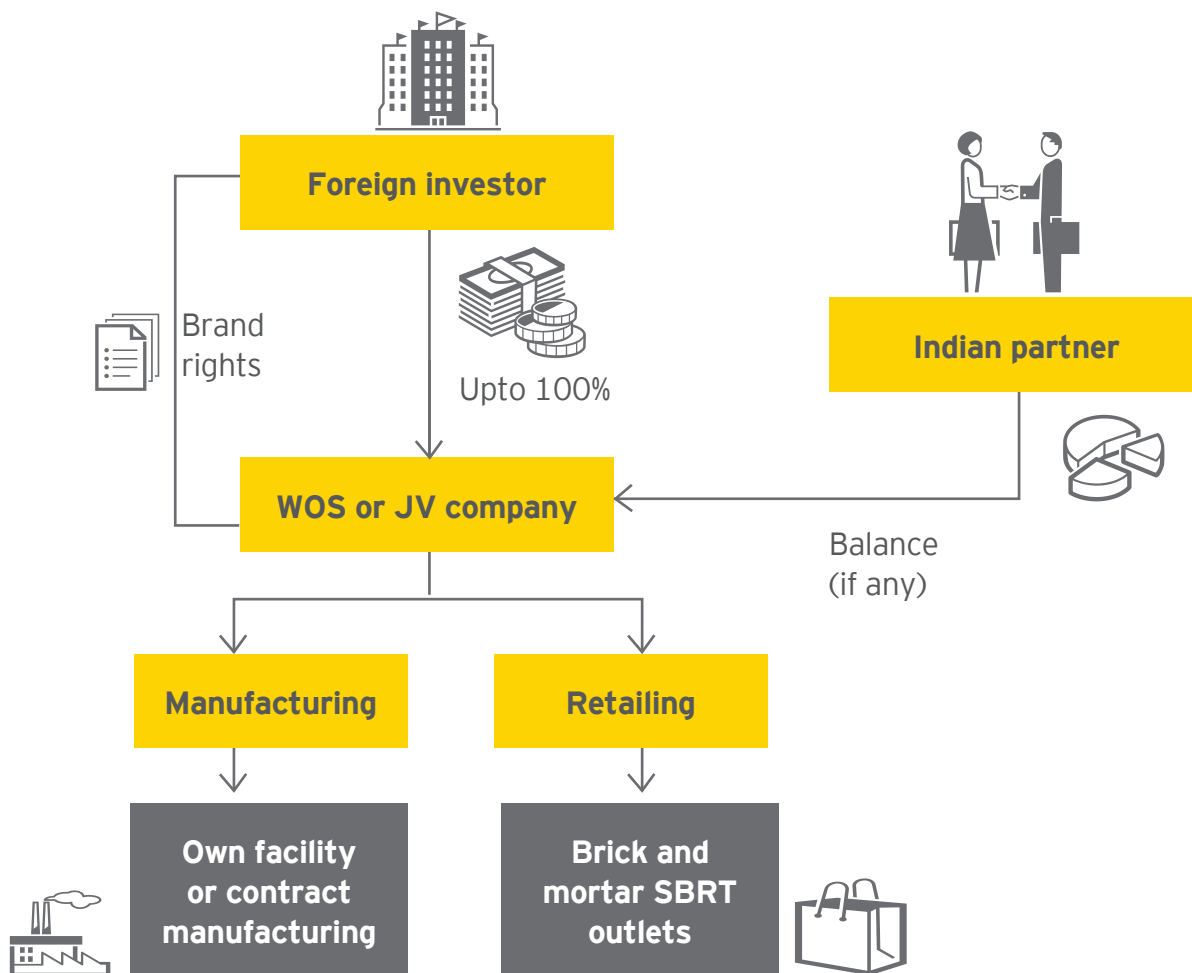 Foreign investor
Brand
rights
Upto 100%
Indian partner
WOS or JV company
Balance
(if any)
Manufacturing
Retailing
Own facility
or contract
manufacturing
Brick and
mortar SBRT
outlets